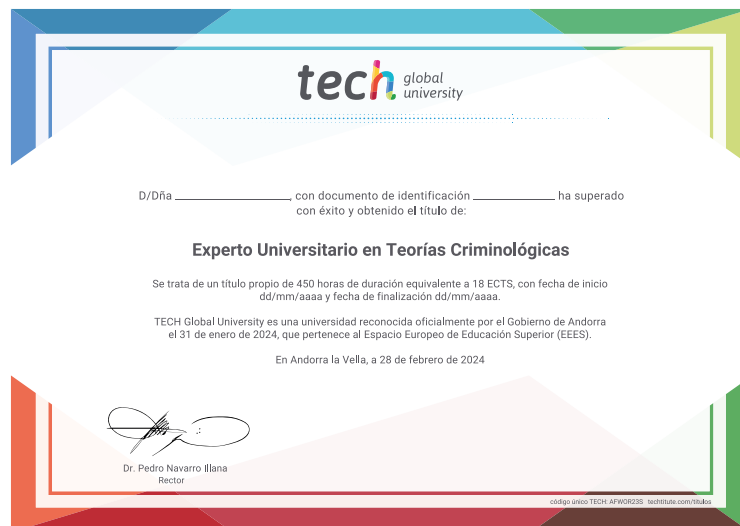 tech global university
D/Dña ____________________, con documento de identificación ______________ ha superado
con éxito y obtenido el título de:
Experto Universitario en Teorías Criminológicas
Se trata de un título propio de 450 horas de duración equivalente a 18 ECTS, con fecha de inicio
dd/mm/aaaa y fecha de finalización dd/mm/aaaa.
TECH Global University es una universidad reconocida oficialmente por el Gobierno de Andorra
el 31 de enero de 2024, que pertenece al Espacio Europeo de Educación Superior (EEES).
En Andorra la Vella, a 28 de febrero de 2024
Dr. Pedro Navarro Illana
Rector
código único TECH: AFWOR23S techtitute.com/titulos